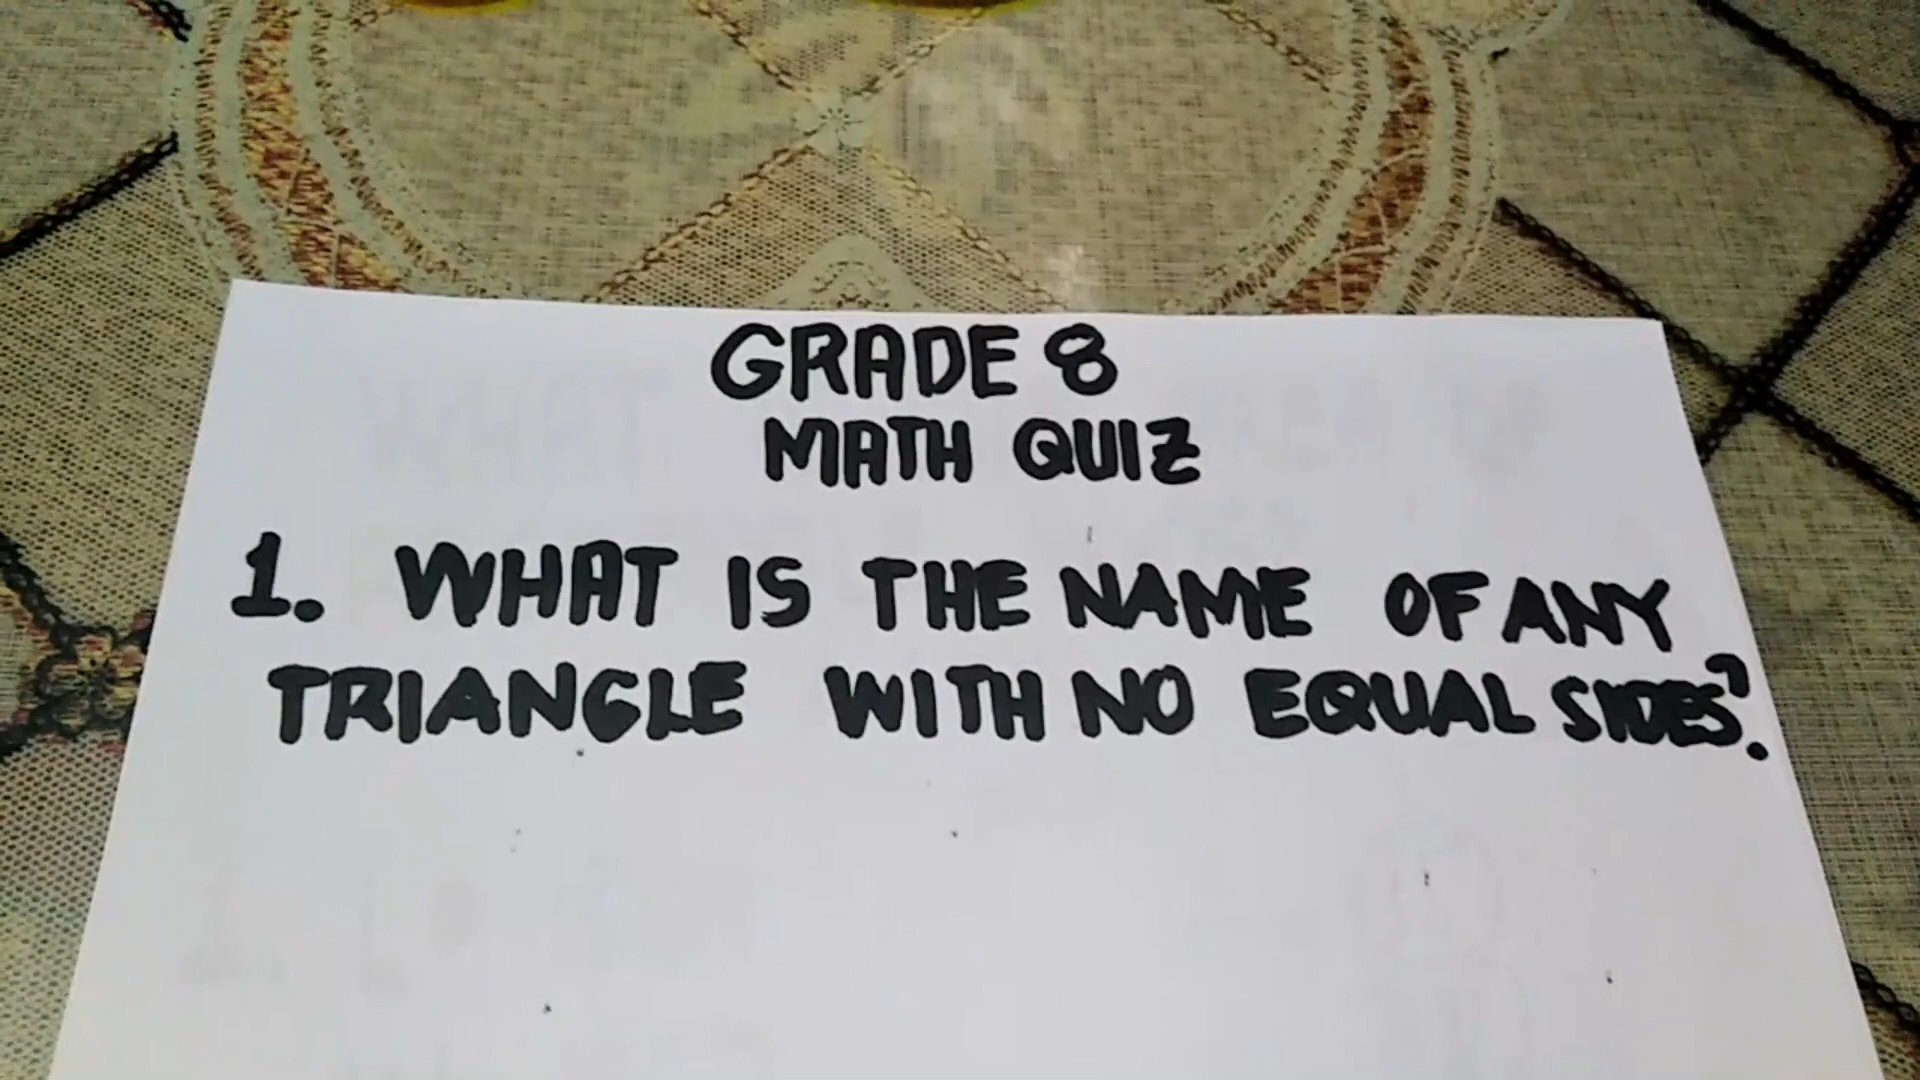 GRADE 8
MATH QUIZ
1. WHAT IS THE NAME OF ANY
TRIANGLE WITH NO EQUAL SIDES?